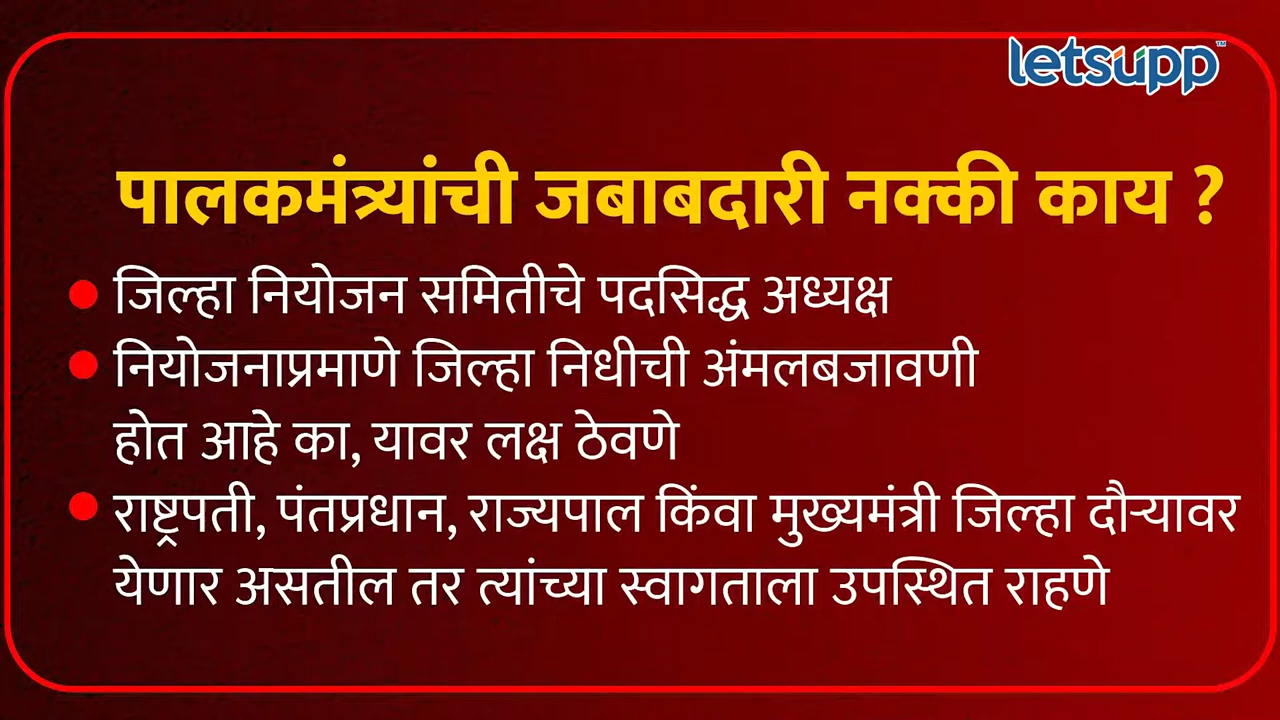 letsupp™
पालकमंत्र्यांची जबाबदारी नक्की काय ?
जिल्हा नियोजन समितीचे पदसिद्ध अध्यक्ष
नियोजनाप्रमाणे जिल्हा निधीची अंमलबजावणी
होत आहे का, यावर लक्ष ठेवणे
राष्ट्रपती, पंतप्रधान, राज्यपाल किंवा मुख्यमंत्री जिल्हा दौऱ्यावर
येणार असतील तर त्यांच्या स्वागताला उपस्थित राहणे